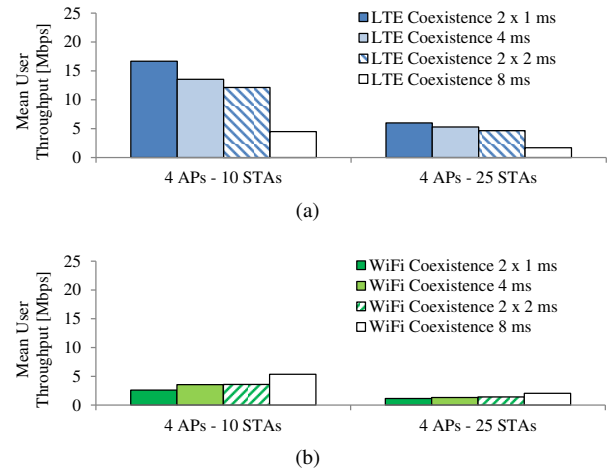 Mean User
Throughput [Mbps]
25
20
15
10
5
0
LTE Coexistence 2 x 1 ms
LTE Coexistence 4 ms
LTE Coexistence 2 x 2 ms
LTE Coexistence 8 ms
4 APs - 10 STAs
4 APs - 25 STAs
(a)
Mean User
Throughput [Mbps]
25
20
15
10
5
0
WiFi Coexistence 2 x 1 ms
WiFi Coexistence 4 ms
WiFi Coexistence 2 x 2 ms
WiFi Coexistence 8 ms
4 APs - 10 STAs
4 APs - 25 STAs
(b)